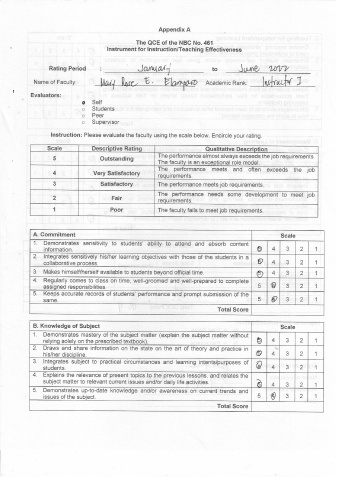 Appendix A
The QCE of the NBC No. 461
Instrument for Instruction/Teaching Effectiveness
Rating Period : January to June 2022
Name of Faculty: Mary Rose E. Academic Rank: Instructor I
Evaluators:
Self
Students
Peer
Supervisor
Instruction: Please evaluate the faculty using the scale below. Encircle your rating.
Scale Descriptive Rating Qualitative Description
5 Outstanding The performance almost always exceeds the job requirements. The faculty is an exceptional role model
4 Very Satisfactory The performance meets and often exceeds the job requirements
3 Satisfactory The performance meets job requirements.
2 Fair The performance needs some development to meet job requirements.
1 Poor The faculty fails to meet job requirements.
A. Commitment Scale
1. Demonstrates sensitivity to students' ability to attend and absorb content information. 5 4 3 2 1
2. Integrates sensitively his/her learning objectives with those of the students in a collaborative process 5 4 3 2 1
3. Makes himself/herself available to students beyond official time 5 4 3 2 1
4. Regularly comes to class on time, well-groomed and well-prepared to complete assigned responsibilities 5 4 3 2 1
5. Keeps accurate records of students' performance and prompt submission of the same. 5 4 3 2 1
Total Score
B. Knowledge of Subject Scale
1. Demonstrates mastery of the subject matter (explain the subject matter without relying solely on the prescribed textbook). 5 4 3 2 1
2. Draws and share information on the state on the art of theory and practice in his/her discipline. 5 4 3 2 1
3. Integrates subject to practical circumstances and learning intents/purposes of students. 5 4 3 2 1
4. Explains the relevance of present topics to the previous lessons, and relates the subject matter to relevant current issues and/or daily life activities. 5 4 3 2 1
5. Demonstrates up-to-date knowledge and/or awareness on current trends and issues of the subject. 5 4 3 2 1
Total Score